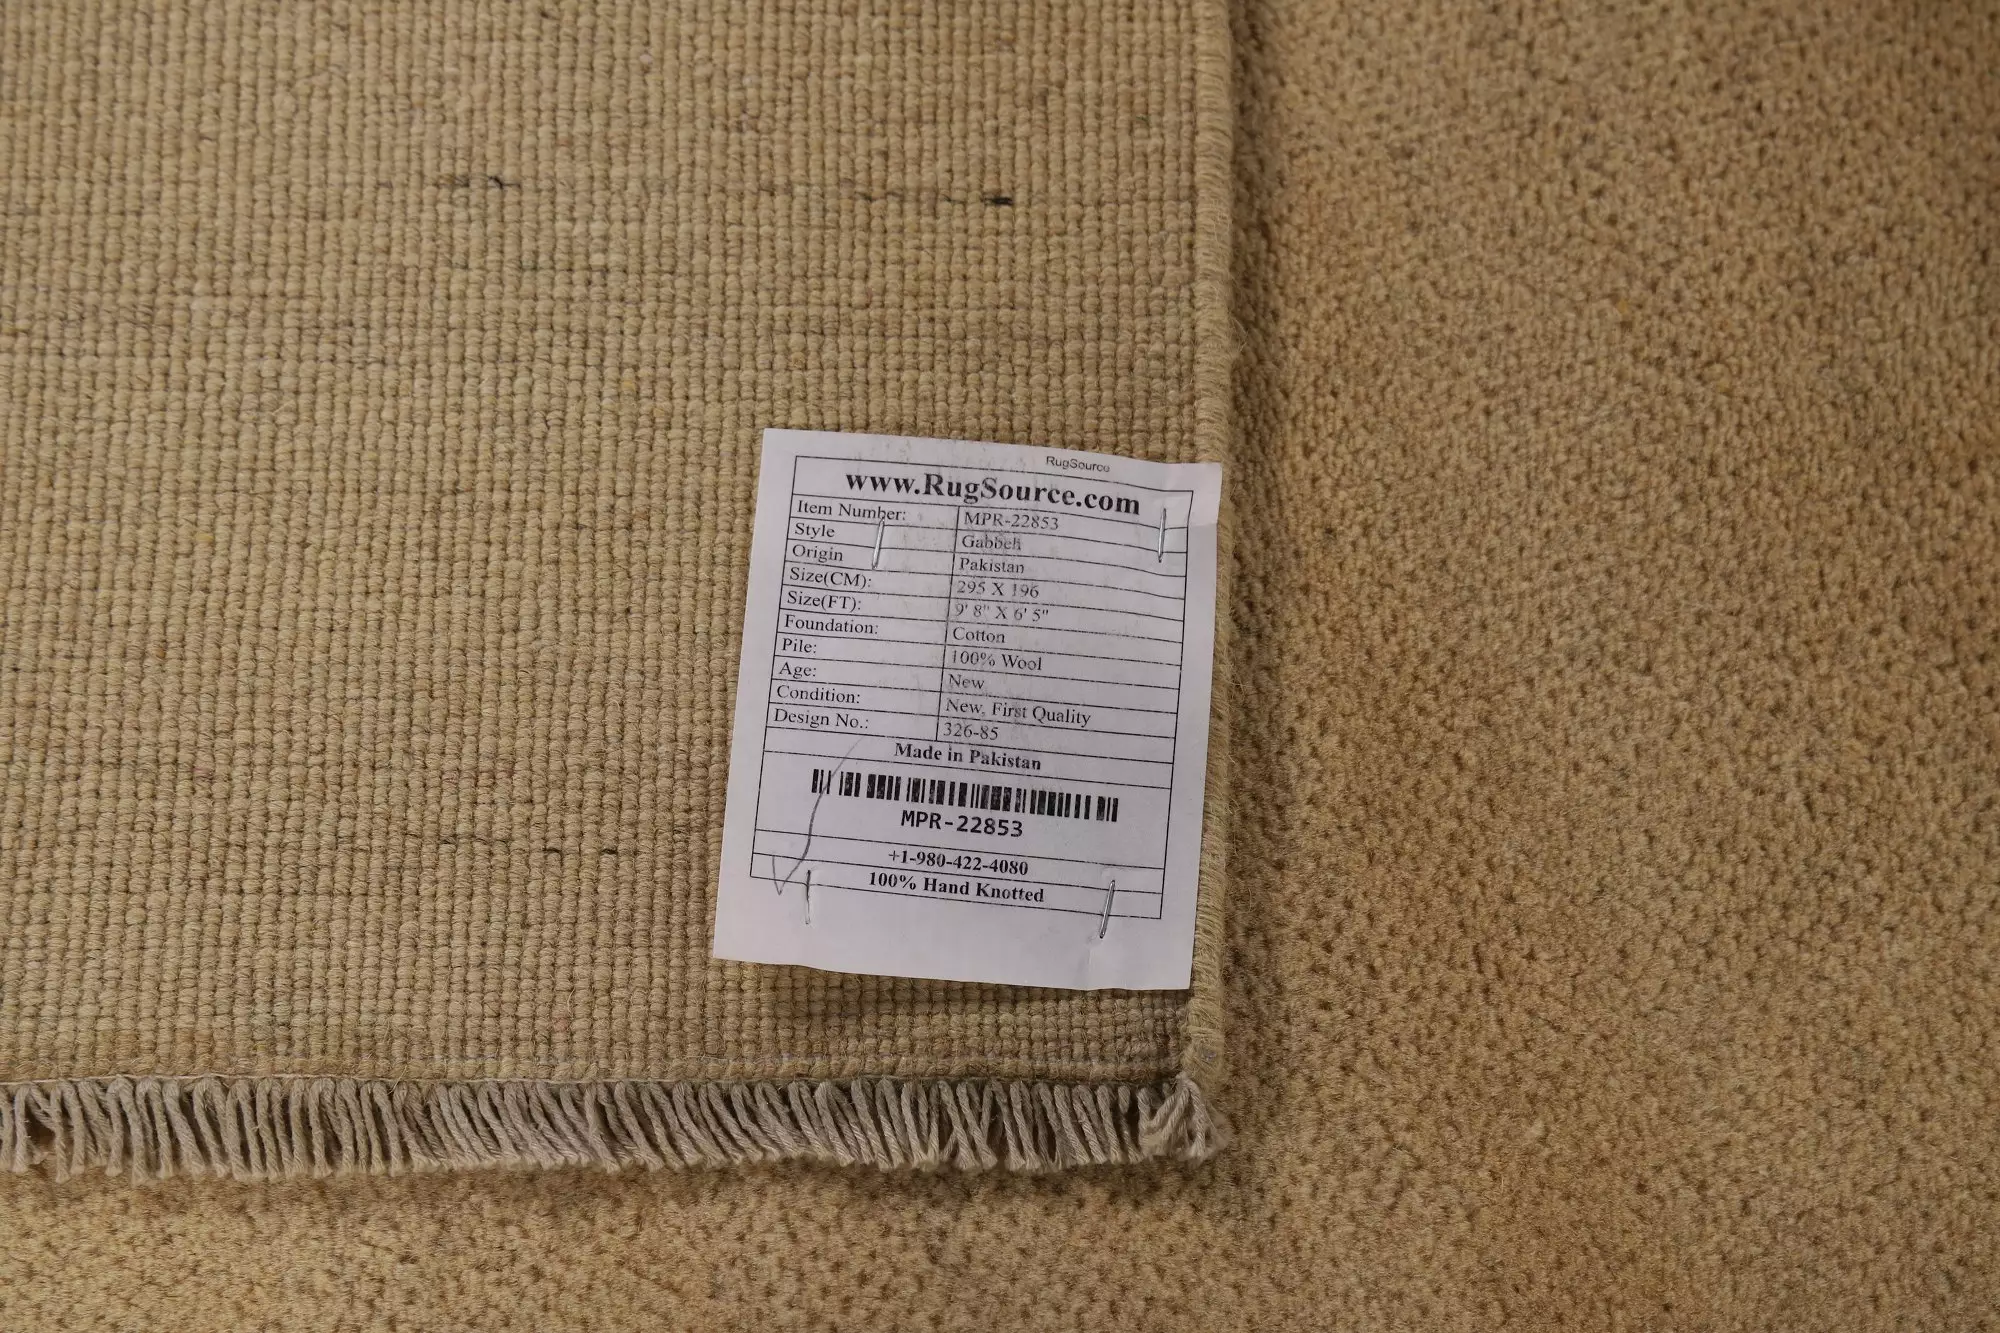 RugSource
www.RugSource.com
Item Number: MPR-22853
Style Gabbeh
Origin Pakistan
Size(CM): 295 X 196
Size(FT): 9' 8" X 6' 5"
Foundation: Cotton
Pile: 100% Wool
Age: New
Condition: New, First Quality
Design No.: 326-85
Made in Pakistan
MPR-22853
+1-980-422-4080
100% Hand Knotted